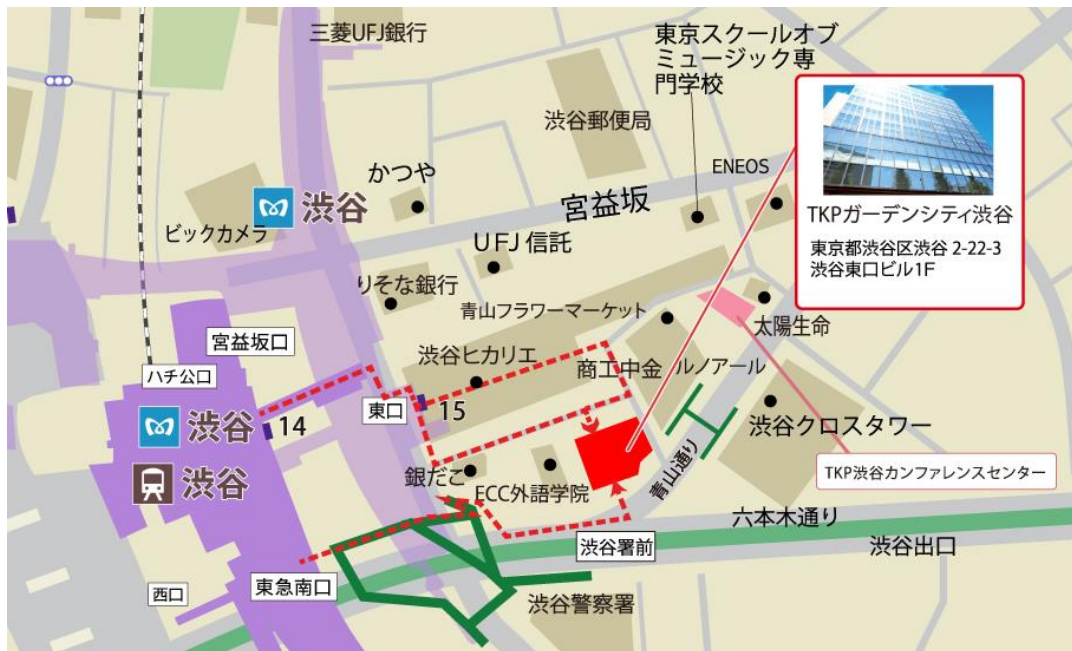 三菱UFJ銀行
東京スクールオブ
ミュージック専
門学校
渋谷郵便局
ENEOS
かつや
宮益坂
渋谷
ビックカメラ
UFJ信託
TKPガーデンシティ渋谷
東京都渋谷区渋谷 2-22-3
渋谷東口ビル1F
りそな銀行
青山フラワーマーケット
太陽生命
宮益坂口
渋谷ヒカリエ
商工中金
ルノアール
ハチ公口
東口
15
14
渋谷
渋谷クロスタワー
銀だこ
ECC外語学院
青山通り
TKP渋谷カンファレンスセンター
渋谷
六本木通り
渋谷署前
渋谷出口
東急南口
西口
渋谷警察署